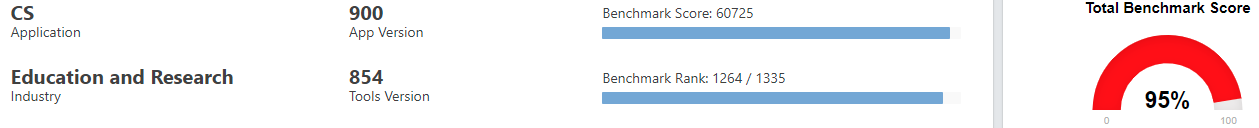 CS
Application
900
App Version
Benchmark Score: 60725
Education and Research
Industry
854
Tools Version
Benchmark Rank: 1264 / 1335
Total Benchmark Score
95%
0
100